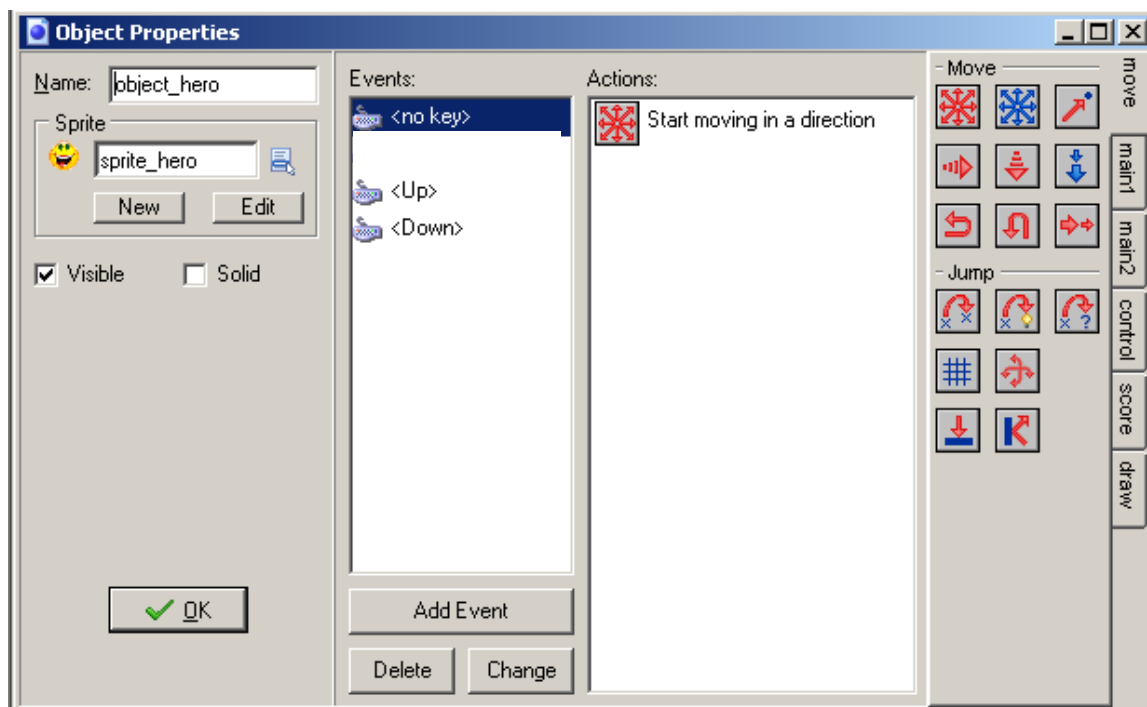 Object Properties
Name: object_hero
Sprite
sprite_hero
New Edit
Visible Solid
OK
Events:
<no key>
<Up>
<Down>
Add Event
Delete Change
Actions:
Start moving in a direction
Move
Jump
move
main1
main2
control
score
draw